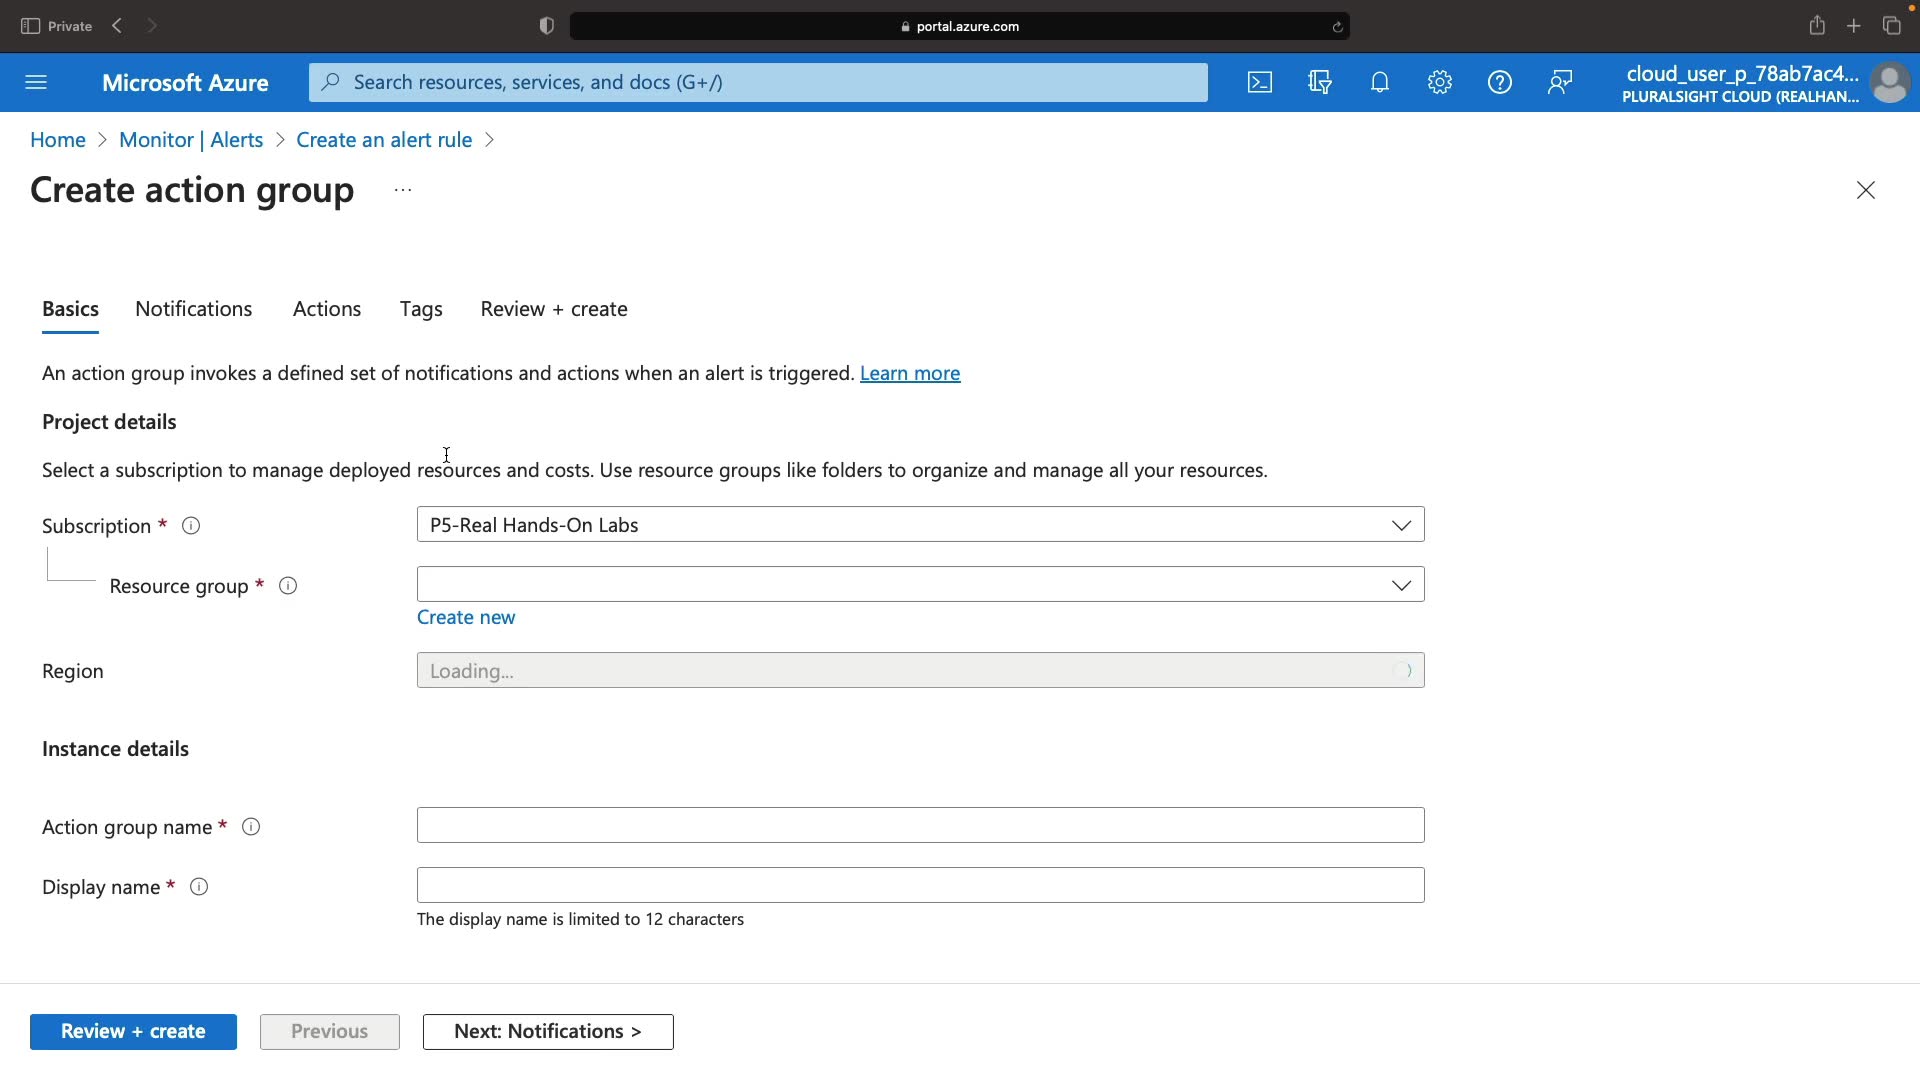 Private
portal.azure.com
Microsoft Azure
Search resources, services, and docs (G+/)
cloud_user_p_78ab7ac4...
PLURALSIGHT CLOUD (REALHAN...
Home > Monitor | Alerts > Create an alert rule >
Create action group ...
Basics Notifications Actions Tags Review + create
An action group invokes a defined set of notifications and actions when an alert is triggered. Learn more
Project details
Select a subscription to manage deployed resources and costs. Use resource groups like folders to organize and manage all your resources.
Subscription * P5-Real Hands-On Labs
Resource group *
Create new
Region Loading...
Instance details
Action group name *
Display name *
The display name is limited to 12 characters
Review + create Previous Next: Notifications >